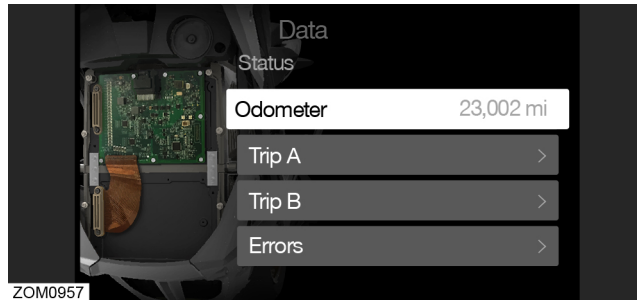 Data
Status
Odometer 23,002 mi
Trip A >
Trip B >
Errors >
ZOM0957